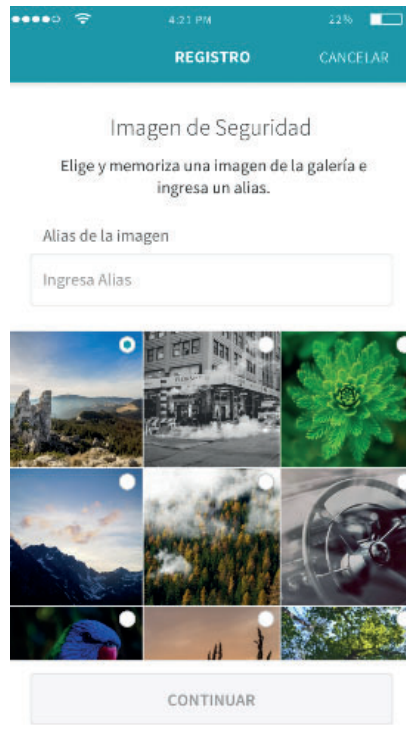 4:21 PM 22%
REGISTRO CANCELAR
Imagen de Seguridad
Elige y memoriza una imagen de la galería e
ingresa un alias.
Alias de la imagen
Ingresa Alias
CONTINUAR